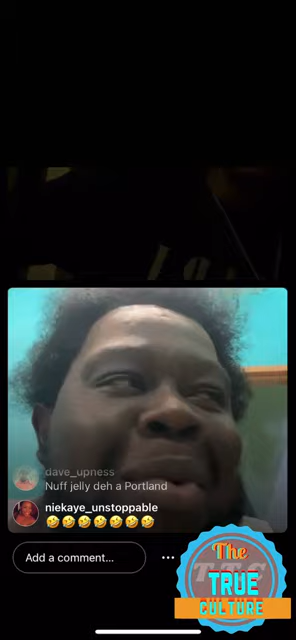 dave_upness
Nuff jelly deh a Portland
niekaye_unstoppable
🤣🤣🤣🤣🤣🤣🤣
Add a comment...
The
T.T.C
TRUE
CULTURE